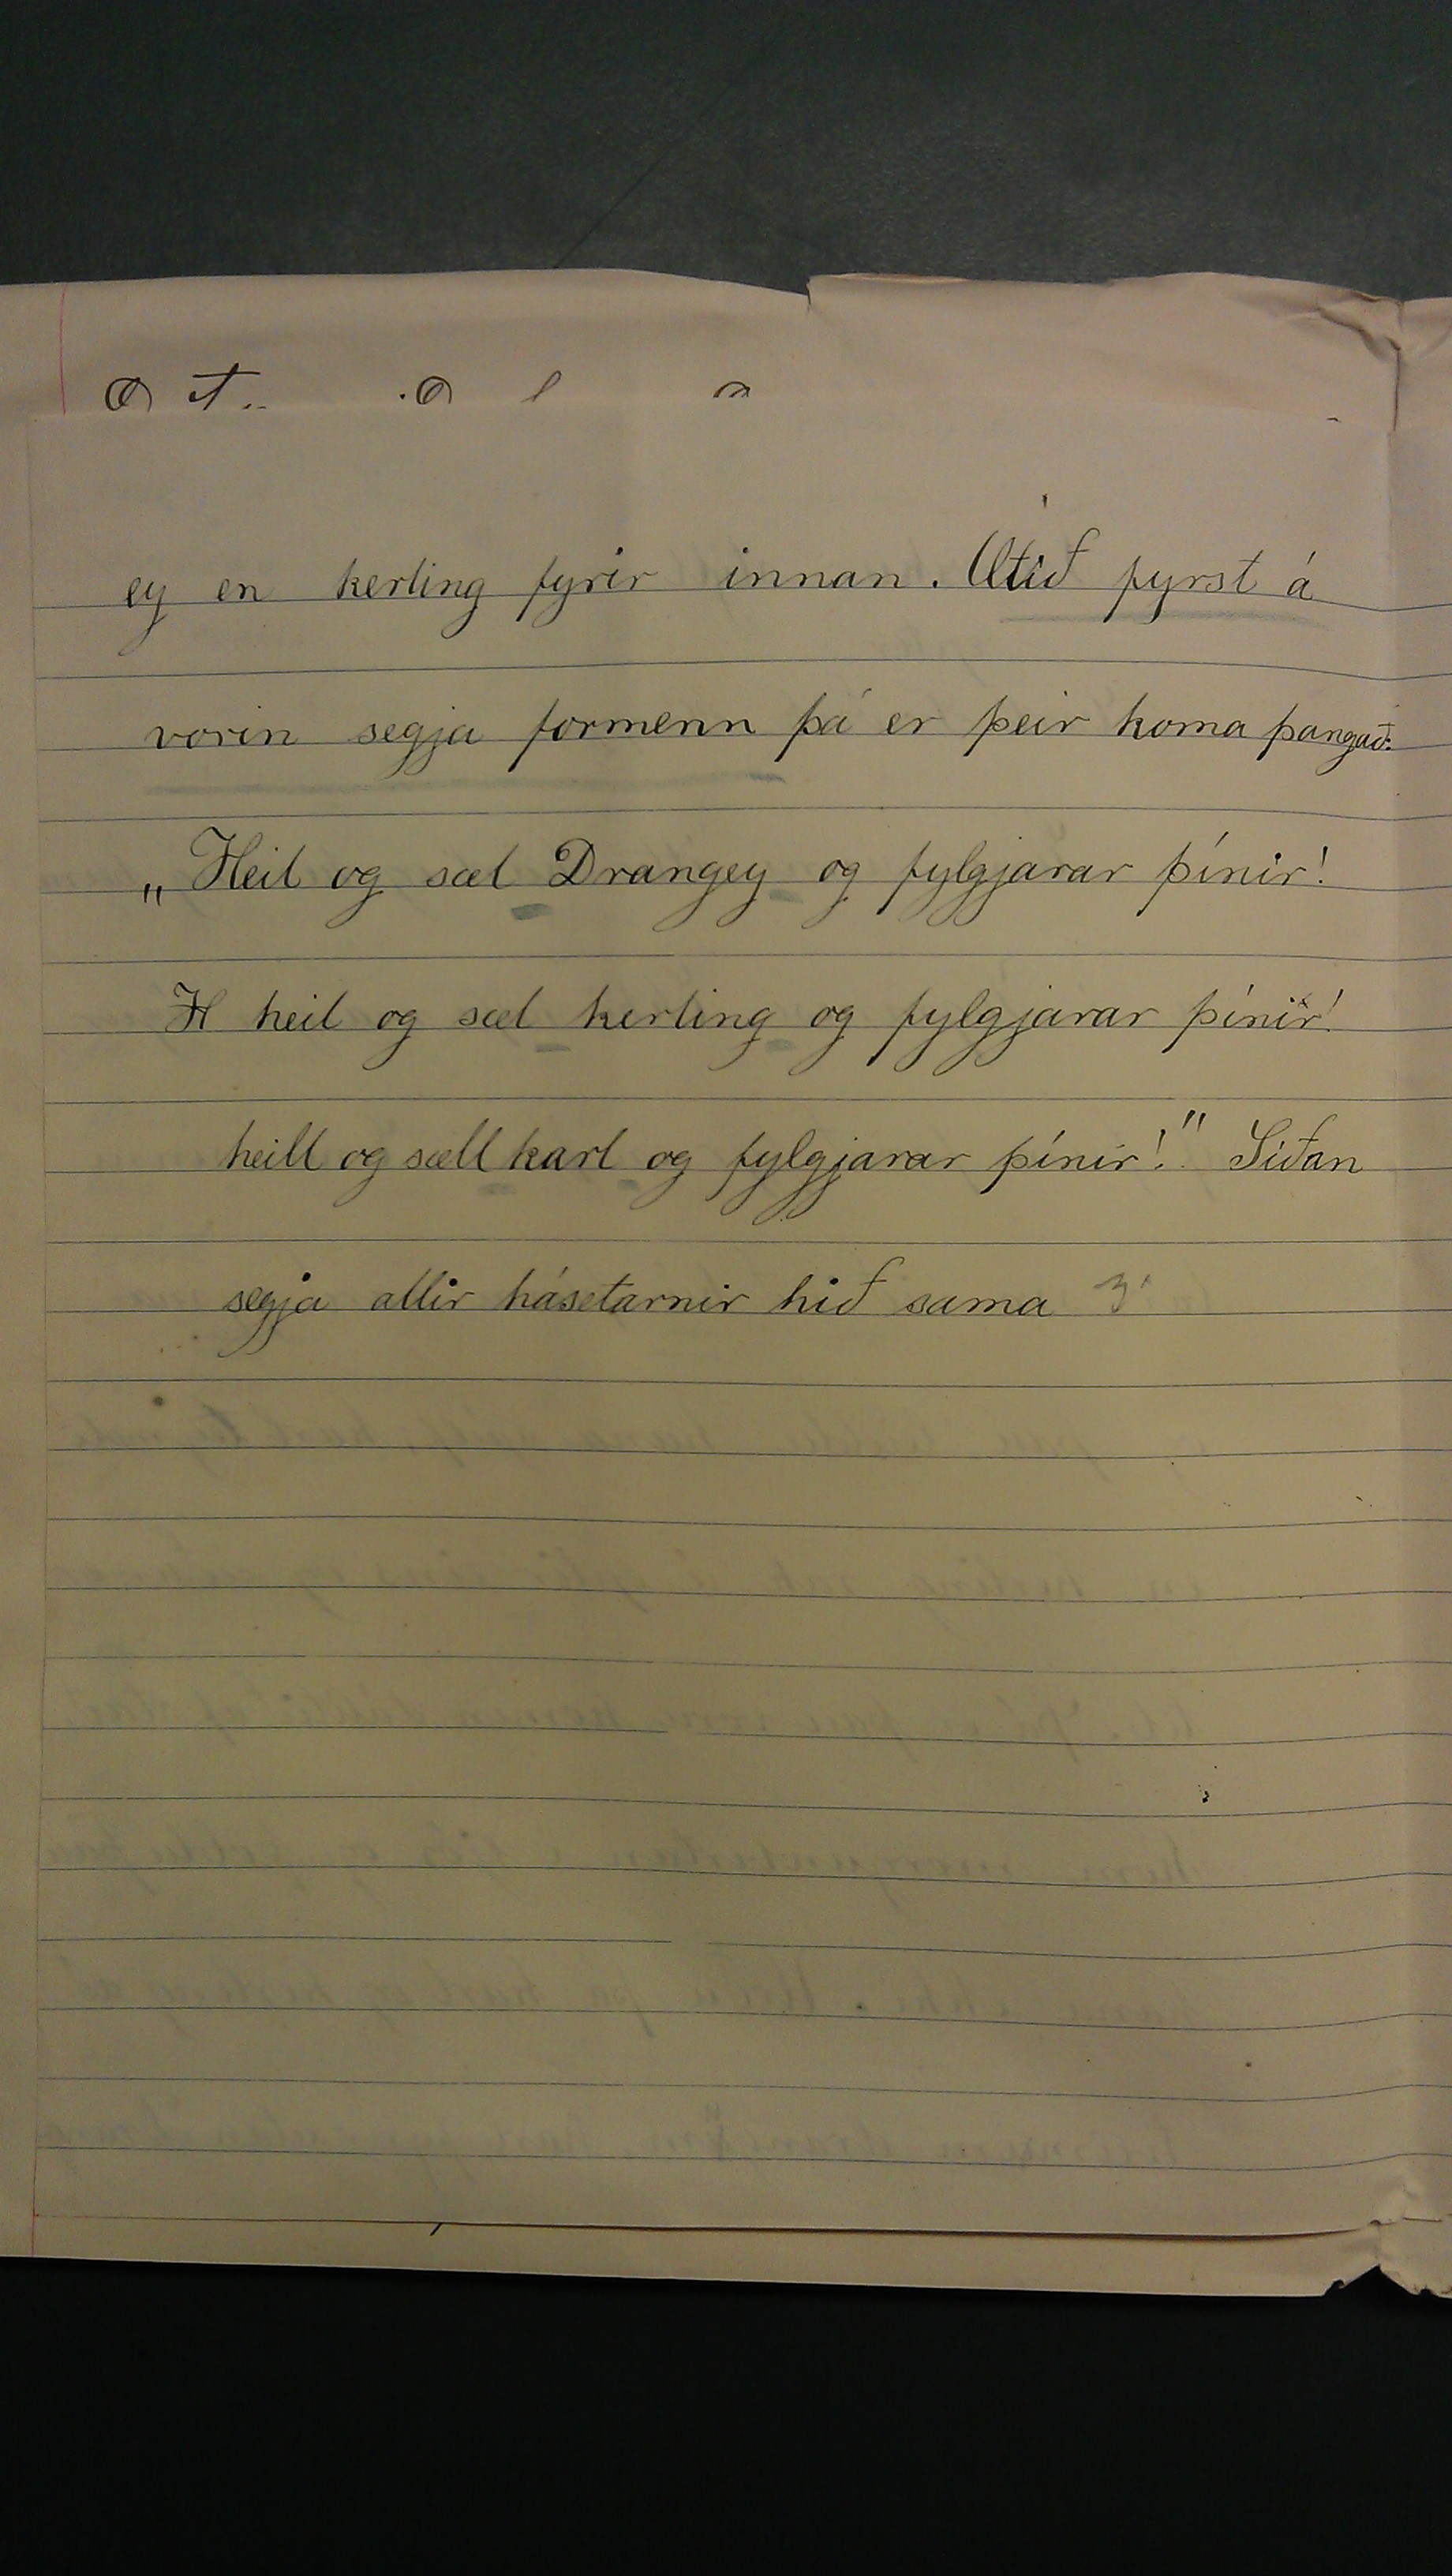 ey en kerling fyrir innan. Ætið fyrst á
vorin segja formenn þá er þeir koma þangað:
„Heil og sæl Drangey og fylgjarar þínir!
H heil og sæl kerling og fylgjarar þínir!
heill og sæll karl og fylgjarar þínir!" Síðan
segja allir hásetarnir hið sama